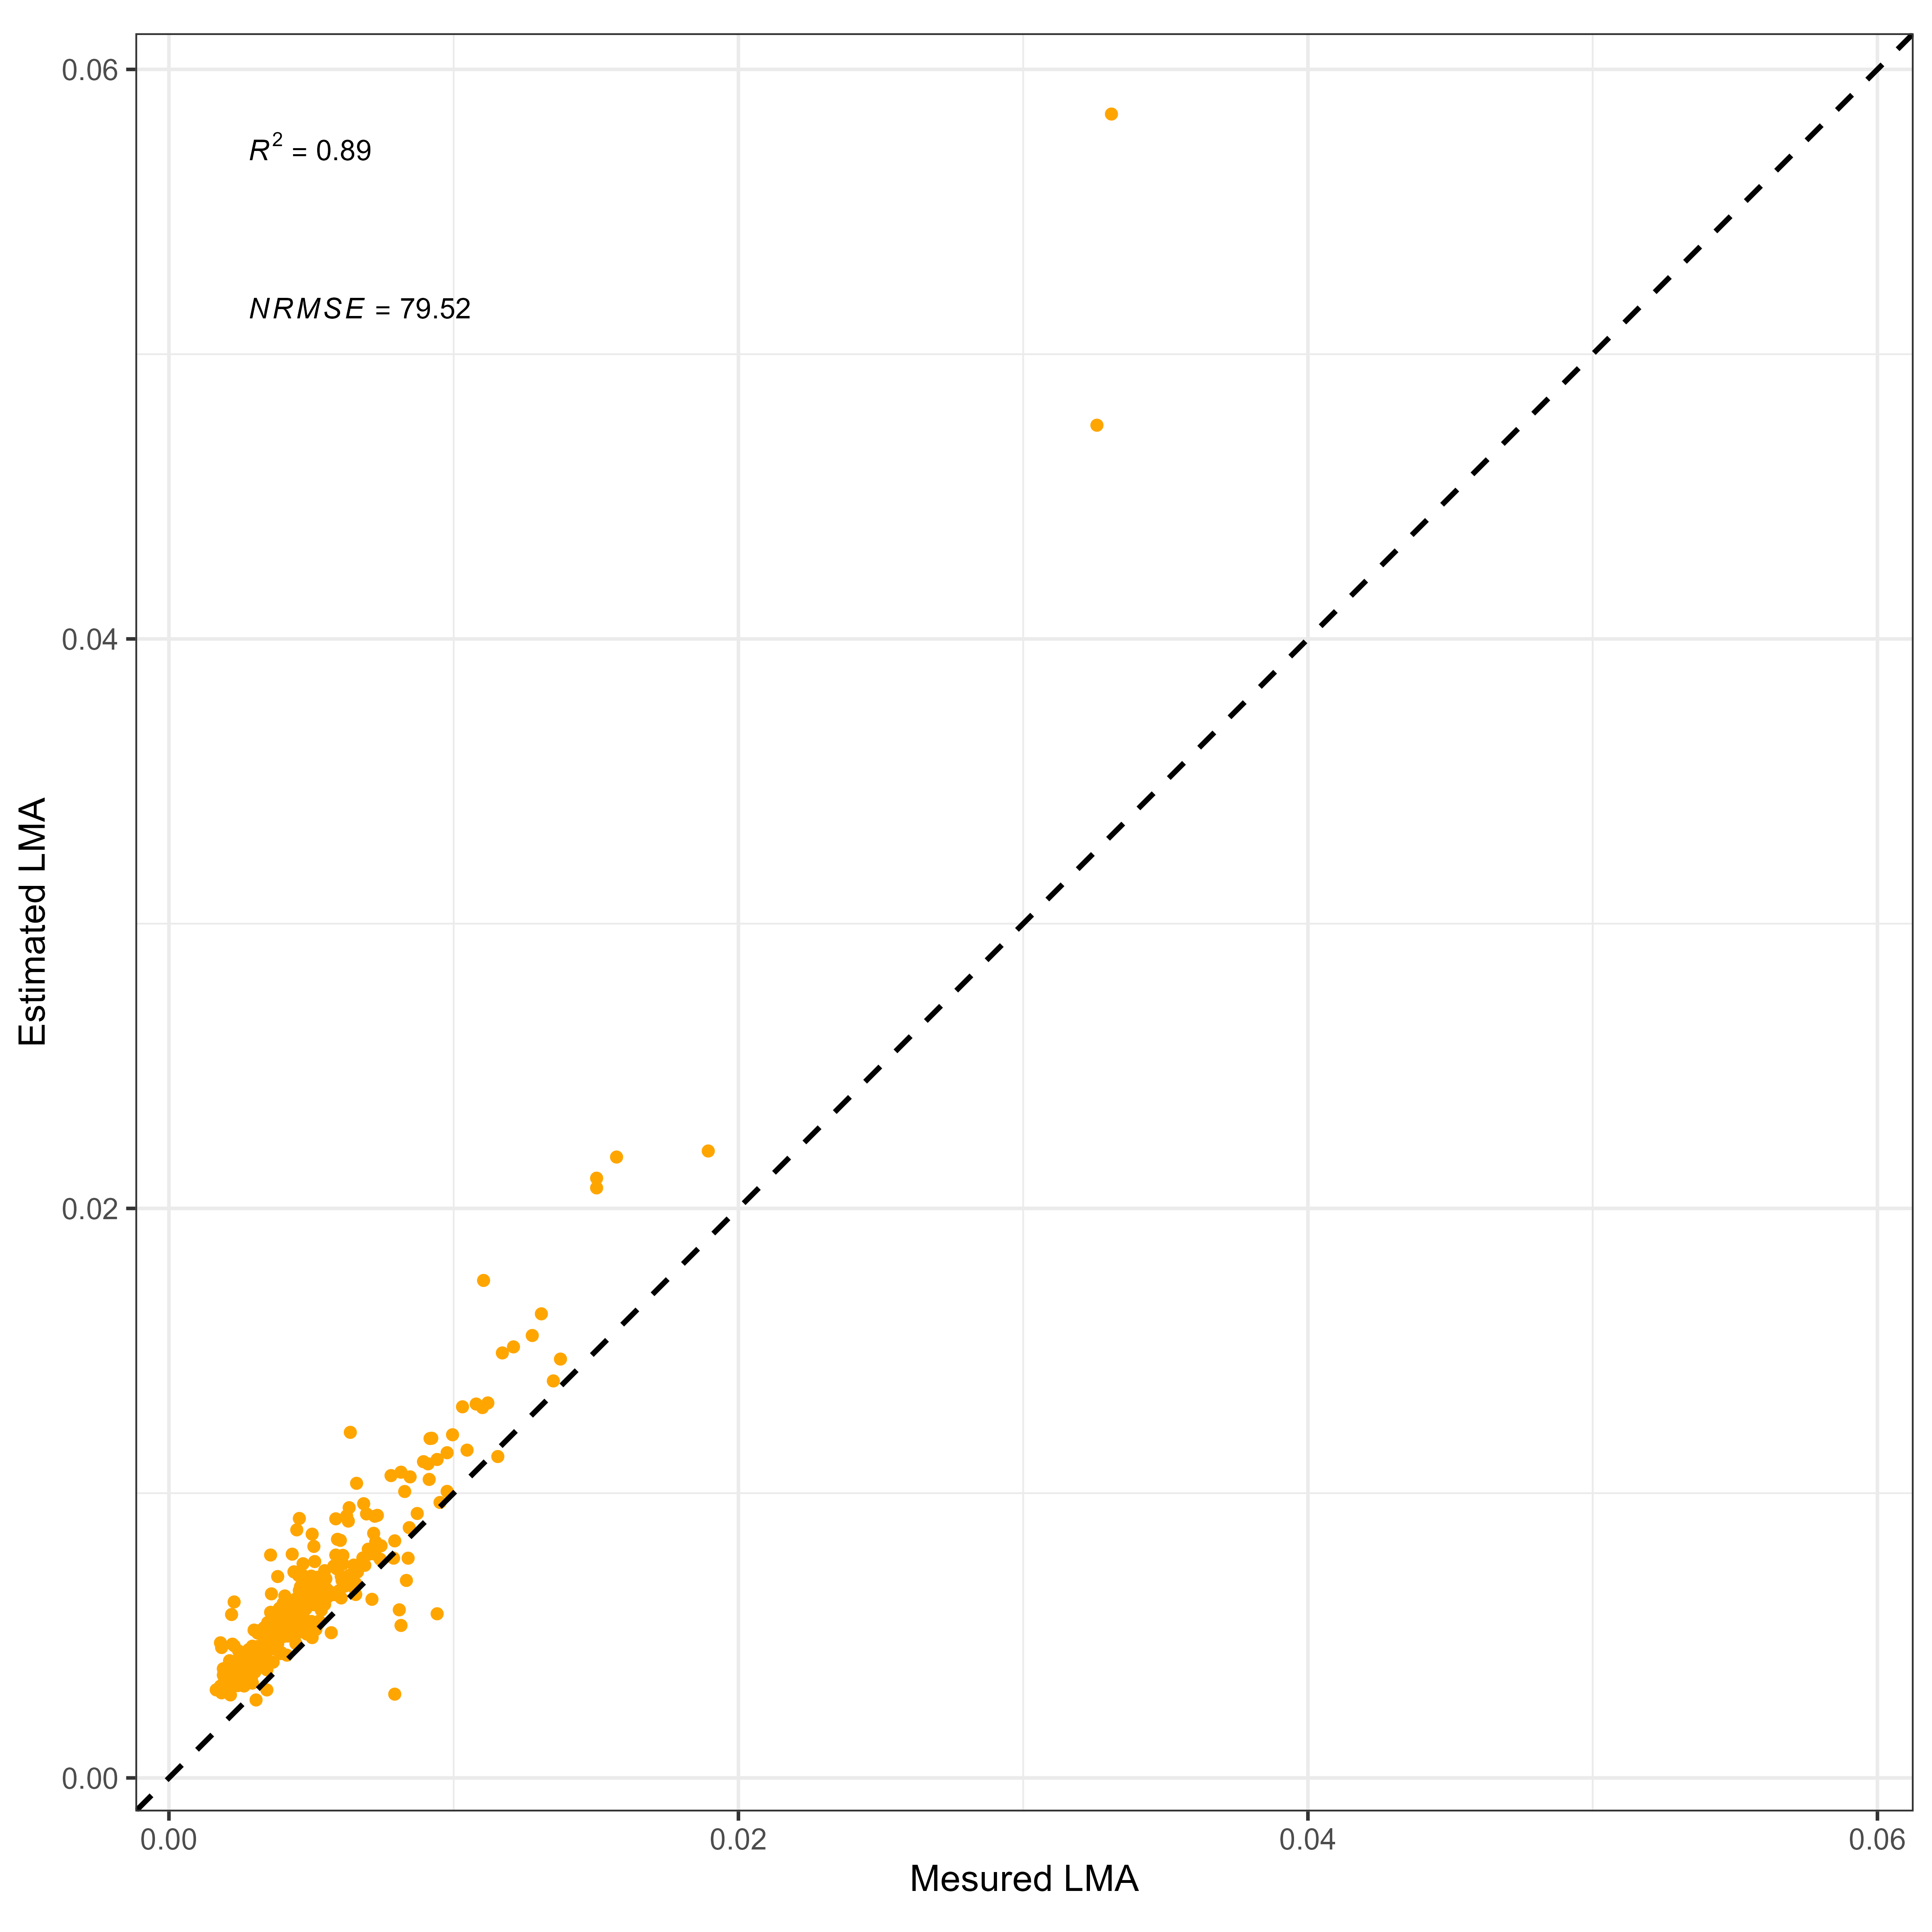 0.06
R² = 0.89
NRMSE = 79.52
0.04
Estimated LMA
0.02
0.00
0.00 0.02 0.04 0.06
Mesured LMA